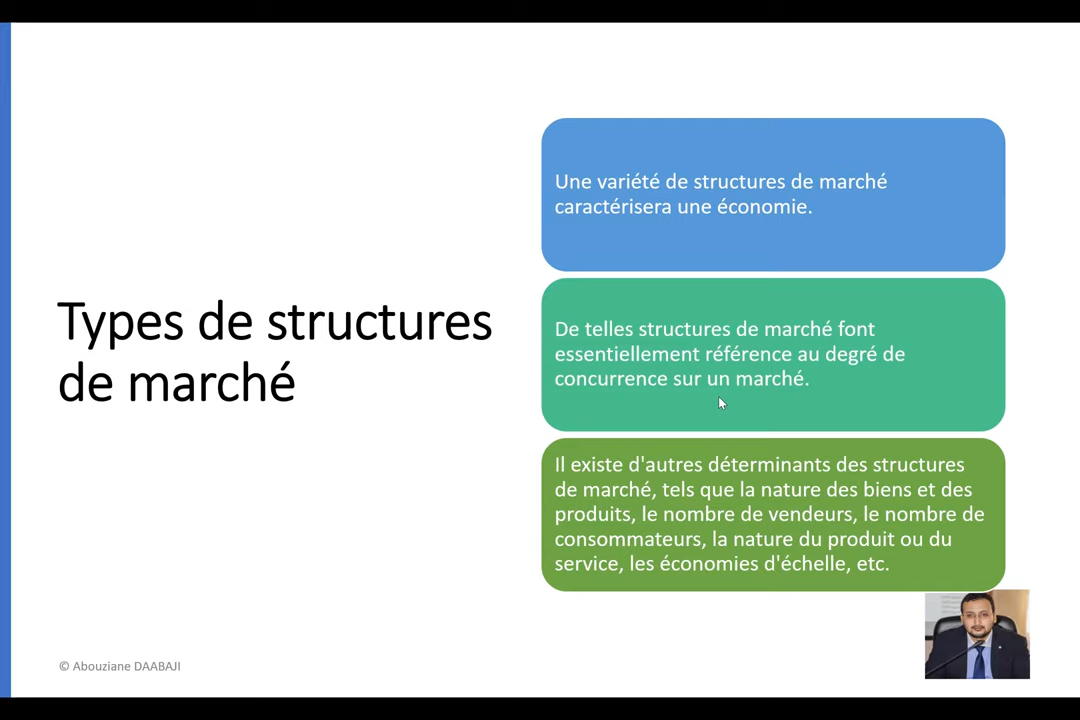 Types de structures
de marché
Une variété de structures de marché
caractérisera une économie.
De telles structures de marché font
essentiellement référence au degré de
concurrence sur un marché.
Il existe d'autres déterminants des structures
de marché, tels que la nature des biens et des
produits, le nombre de vendeurs, le nombre de
consommateurs, la nature du produit ou du
service, les économies d'échelle, etc.
© Abouziane DAABAJI